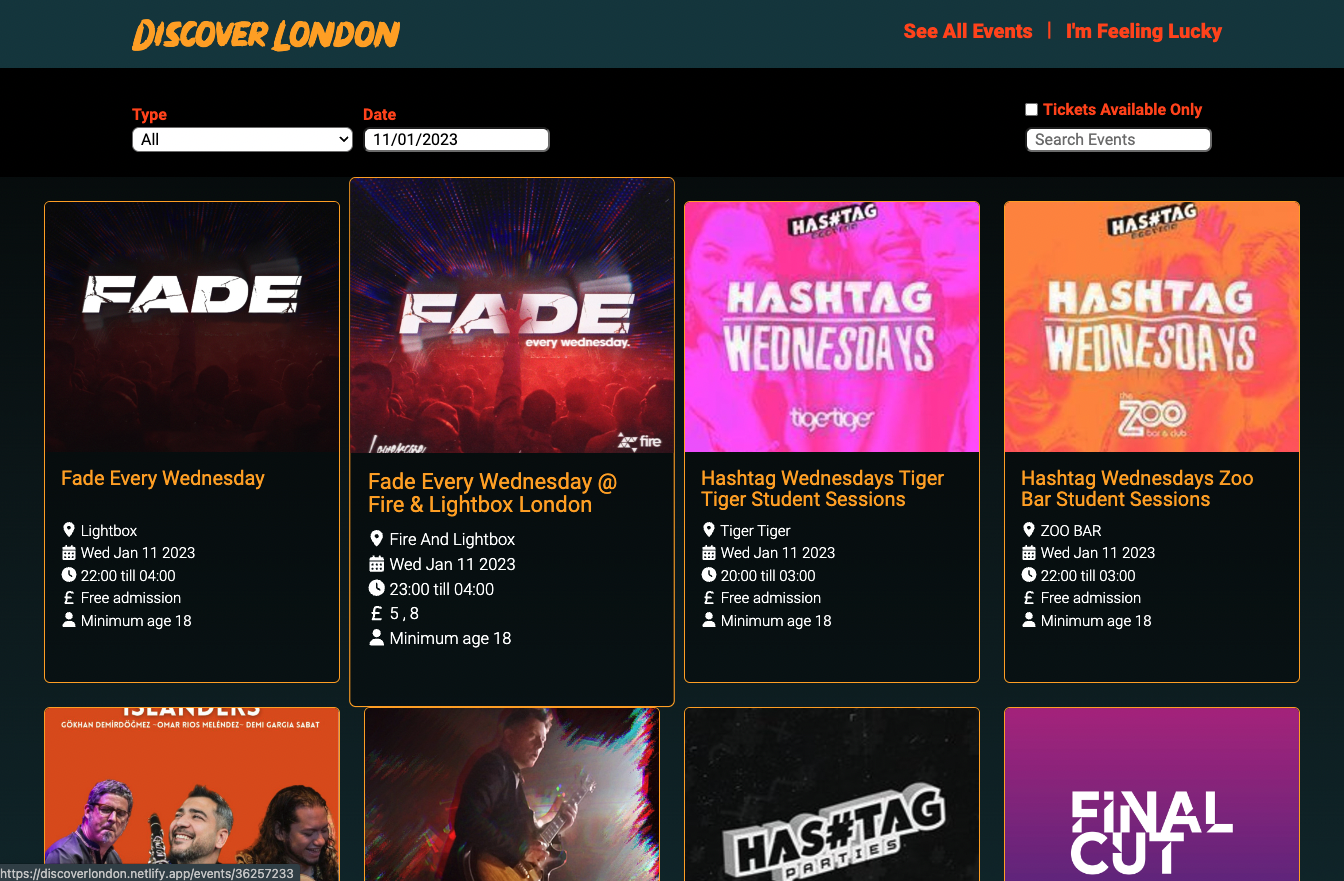 DISCOVER LONDON
See All Events | I'm Feeling Lucky
Type
All
Date
11/01/2023
Tickets Available Only
Search Events
FADE
Fade Every Wednesday
Lightbox
Wed Jan 11 2023
22:00 till 04:00
£ Free admission
Minimum age 18
FADE
every wednesday.
fire
Fade Every Wednesday @
Fire & Lightbox London
Fire And Lightbox
Wed Jan 11 2023
23:00 till 04:00
£ 5 , 8
Minimum age 18
HAS#TAG
HASHTAG
WEDNESDAYS
tigertiger
Hashtag Wednesdays Tiger
Tiger Student Sessions
Tiger Tiger
Wed Jan 11 2023
20:00 till 03:00
£ Free admission
Minimum age 18
HAS#TAG
HASHTAG
WEDNESDAYS
the
ZOO
bar & club
Hashtag Wednesdays Zoo
Bar Student Sessions
ZOO BAR
Wed Jan 11 2023
22:00 till 03:00
£ Free admission
Minimum age 18
ISLANDERS
GÖKHAN DEMİRDÖĞMEZ -OMAR RIOS MELÉNDEZ- DEMI GARGIA SABAT
HAS#TAG
PARTIES
FINAL
CUT
https://discoverlondon.netlify.app/events/36257233